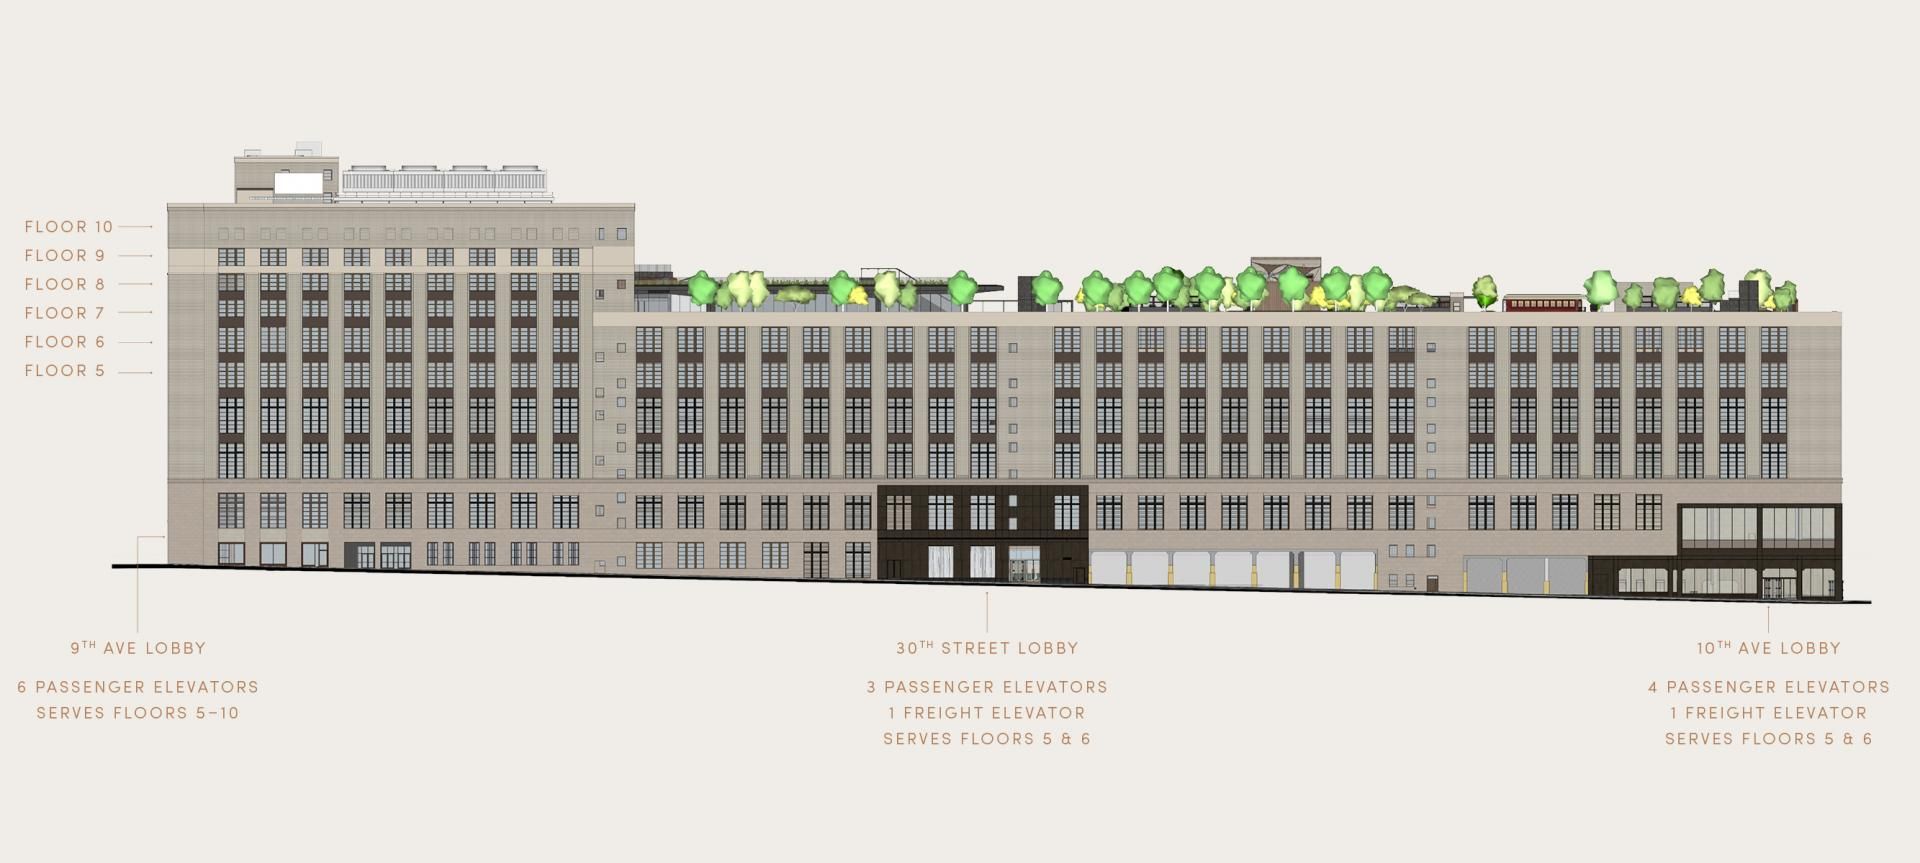 FLOOR 10
FLOOR 9
FLOOR 8
FLOOR 7
FLOOR 6
FLOOR 5
9TH AVE LOBBY
6 PASSENGER ELEVATORS
SERVES FLOORS 5–10
30TH STREET LOBBY
3 PASSENGER ELEVATORS
1 FREIGHT ELEVATOR
SERVES FLOORS 5 & 6
10TH AVE LOBBY
4 PASSENGER ELEVATORS
1 FREIGHT ELEVATOR
SERVES FLOORS 5 & 6